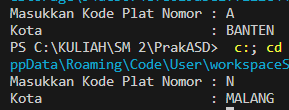 Masukkan Kode Plat Nomor : A
Kota : BANTEN
PS C:\KULIAH\SM 2\PrakASD> c:; cd
ppData\Roaming\Code\User\workspaceS
Masukkan Kode Plat Nomor : N
Kota : MALANG